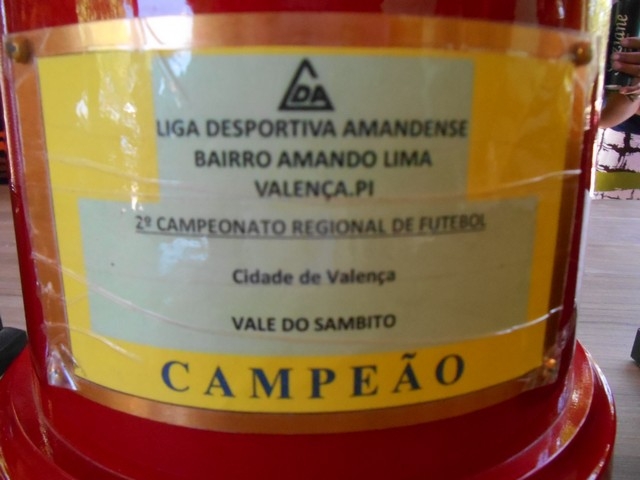 LDA
LIGA DESPORTIVA AMANDENSE
BAIRRO AMANDO LIMA
VALENÇA.PI
2º CAMPEONATO REGIONAL DE FUTEBOL
Cidade de Valença
VALE DO SAMBITO
CAMPEÃO